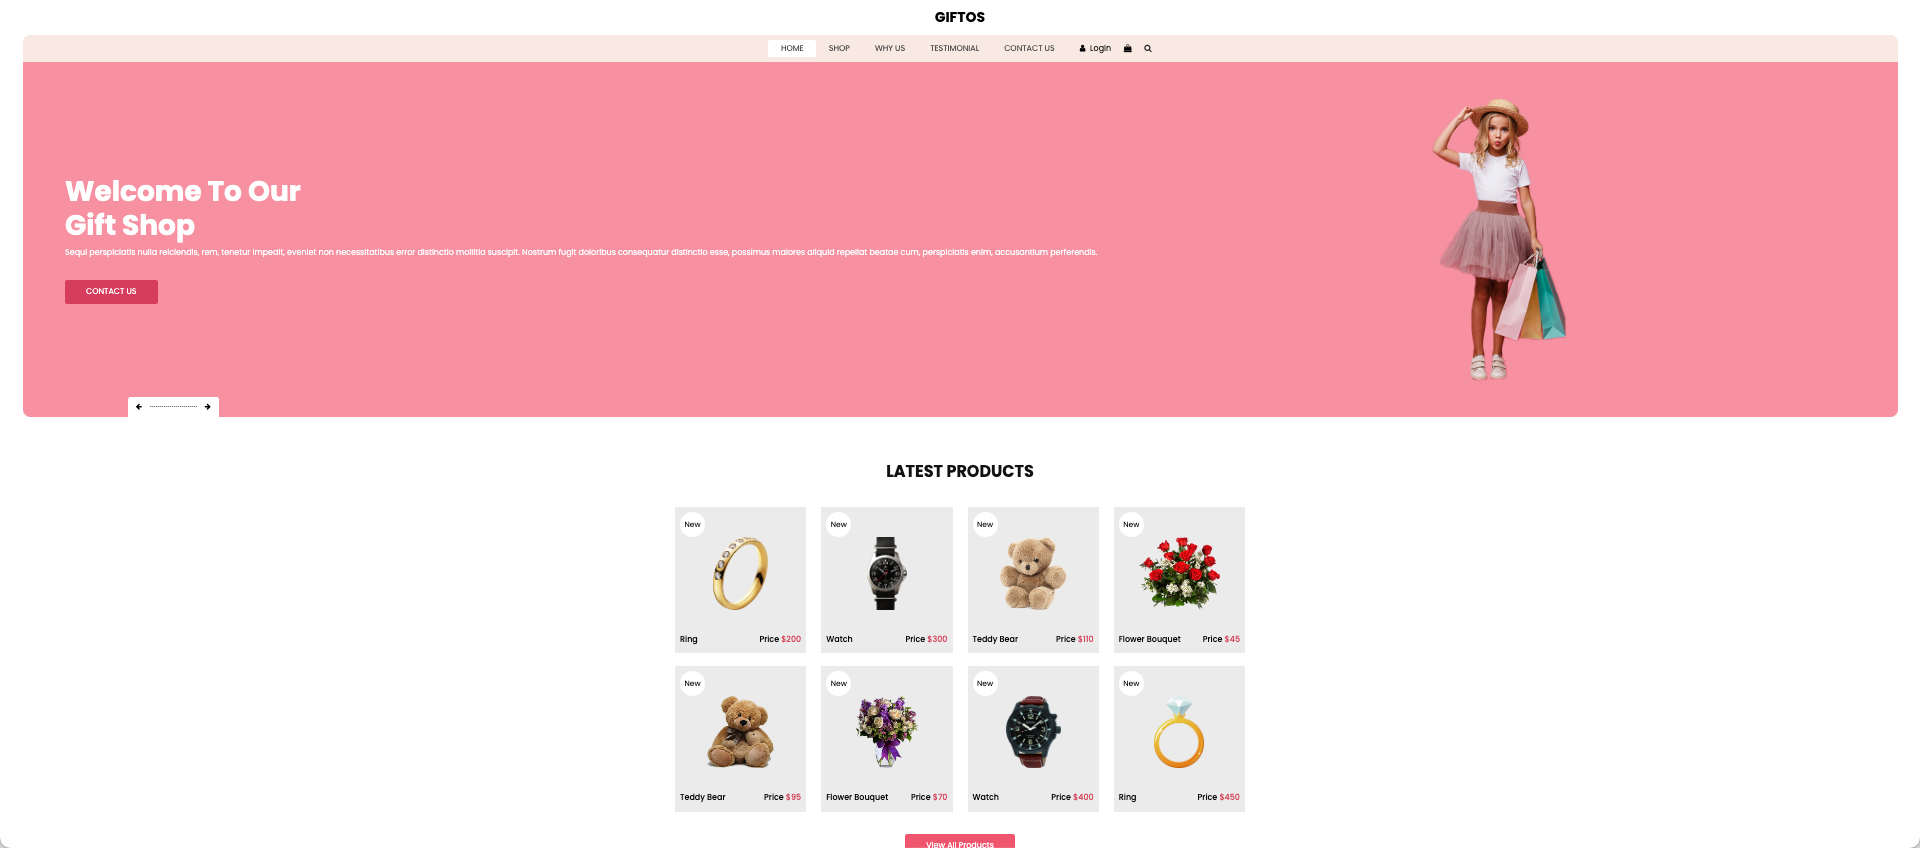 GIFTOS
HOME SHOP WHY US TESTIMONIAL CONTACT US Login
Welcome To Our
Gift Shop
Sequi perspiciatis nulla reiciendis, rem, tenetur impedit, eveniet non necessitatibus error distinctio mollitia suscipit. Nostrum fugit doloribus consequatur distinctio esse, possimus maiores aliquid repellat beatae cum, perspiciatis enim, accusantium perferendis.
CONTACT US
LATEST PRODUCTS
New New New New
Ring Price $200 Watch Price $300 Teddy Bear Price $110 Flower Bouquet Price $45
New New New New
Teddy Bear Price $95 Flower Bouquet Price $70 Watch Price $400 Ring Price $450
View All Products